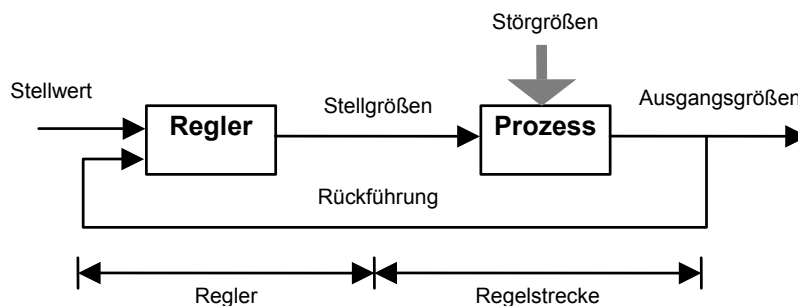 Störgrößen
Stellwert
Regler
Stellgrößen
Prozess
Ausgangsgrößen
Rückführung
Regler
Regelstrecke